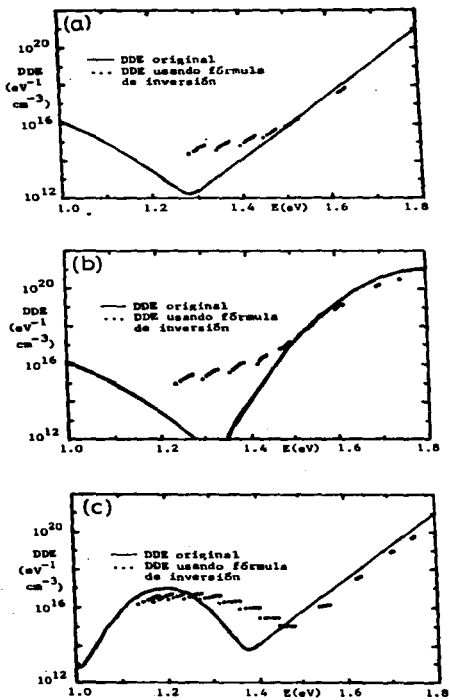 (a)
10^20
— DDE original
DDE
--- DDE usando fórmula
(eV^-1
de inversión
cm^-3)
10^16
10^12
1.0 1.2 1.4 E(eV) 1.6 1.8
(b)
10^20
DDE
— DDE original
(eV^-1
··· DDE usando fórmula
cm^-3)
de inversión
10^16
10^12
1.0 1.2 1.4 E(eV) 1.6 1.8
(c)
10^20
— DDE original
DDE
··· DDE usando fórmula
(eV^-1
de inversión
cm^-3)
10^16
10^12
1.0 1.2 1.4 E(eV) 1.6 1.8